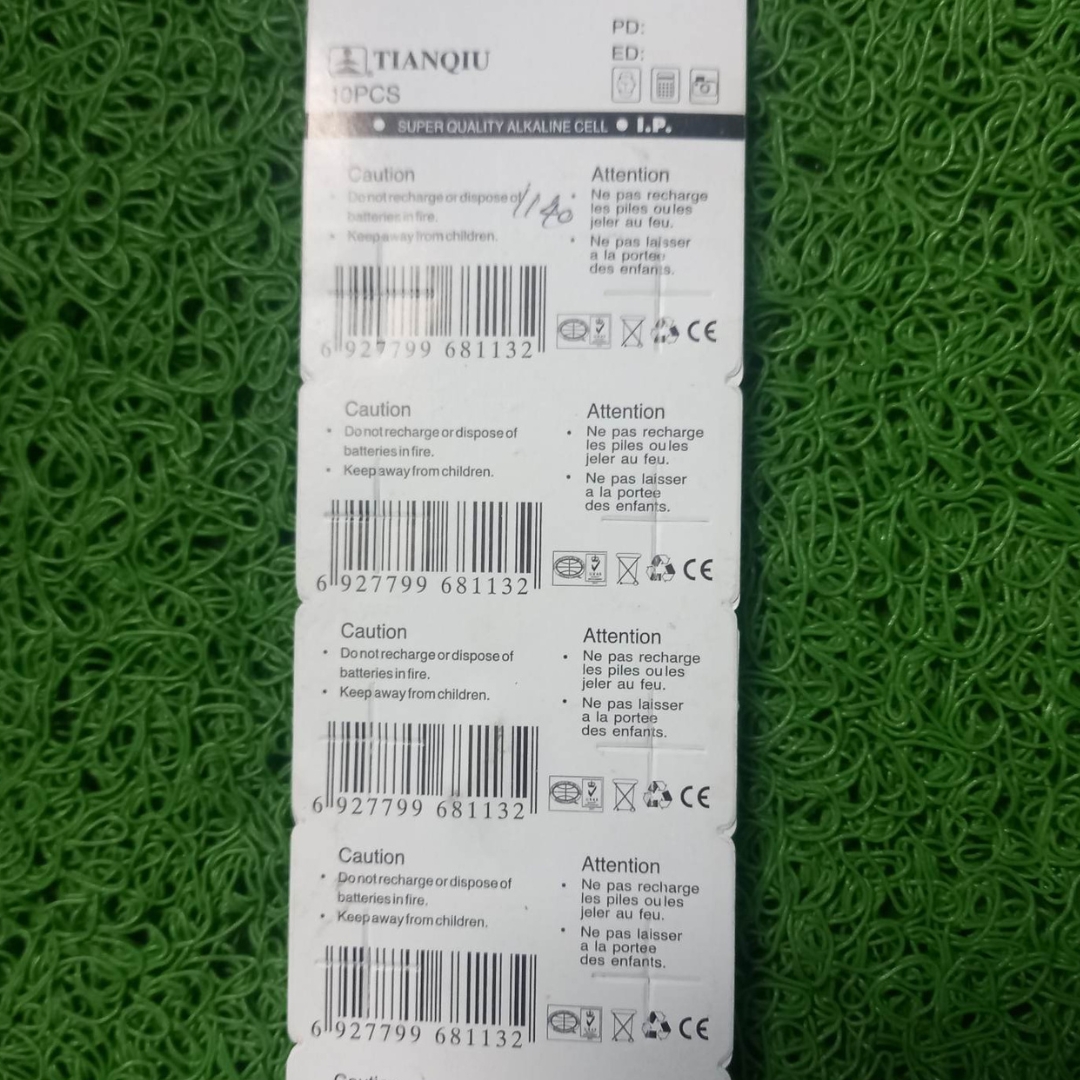 PD:
ED:
TIANQIU
10PCS
• SUPER QUALITY ALKALINE CELL • I.P.
Caution
• Do not recharge or dispose of
batteries in fire.
• Keep away from children.
Attention
• Ne pas recharge
les piles ou les
jeler au feu.
• Ne pas laisser
a la portee
des enfants.
6 927799 681132
CE
Caution
• Do not recharge or dispose of
batteries in fire.
• Keep away from children.
Attention
• Ne pas recharge
les piles ou les
jeler au feu.
• Ne pas laisser
a la portee
des enfants.
6 927799 681132
CE
Caution
• Do not recharge or dispose of
batteries in fire.
• Keep away from children.
Attention
• Ne pas recharge
les piles ou les
jeler au feu.
• Ne pas laisser
a la portee
des enfants.
6 927799 681132
CE
Caution
• Do not recharge or dispose of
batteries in fire.
• Keep away from children.
Attention
• Ne pas recharge
les piles ou les
jeler au feu.
• Ne pas laisser
a la portee
des enfants.
6 927799 681132
CE